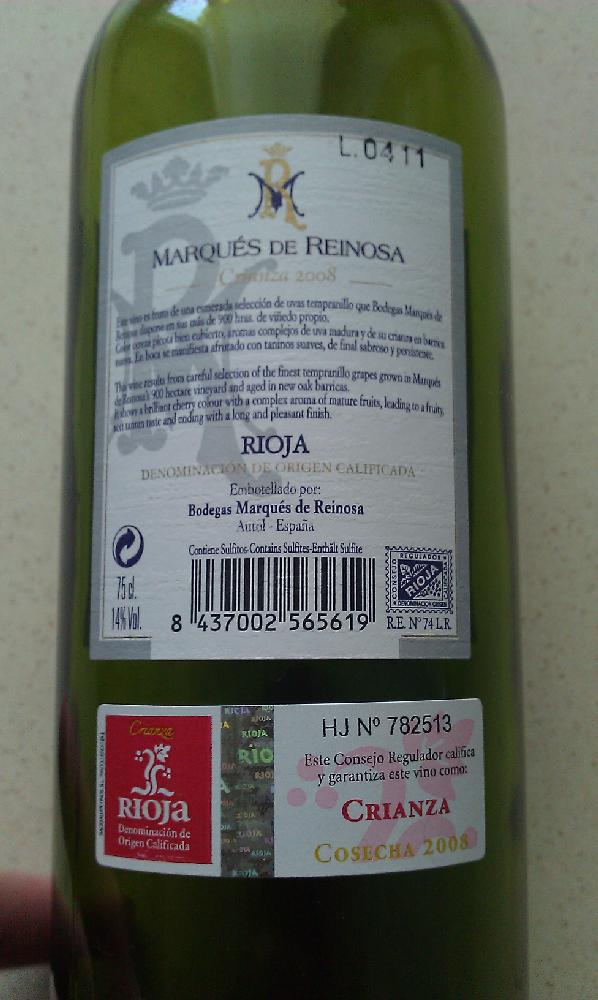 L.0411
MARQUÉS DE REINOSA
Crianza 2008
Este vino es fruto de una esmerada selección de uvas tempranillo que Bodegas Marqués de
Reinosa dispone en sus más de 900 hras. de viñedo propio.
Color cereza picota bien cubierto, aromas complejos de uva madura y de su crianza en barrica
nueva. En boca se manifiesta afrutado con taninos suaves, de final sabroso y persistente.
This wine results from careful selection of the finest tempranillo grapes grown in Marqués
de Reinosa's 900 hectare vineyard and aged in new oak barricas.
It shows a brilliant cherry colour with a complex aroma of mature fruits, leading to a fruity,
soft tannin taste and ending with a long and pleasant finish.
RIOJA
DENOMINACIÓN DE ORIGEN CALIFICADA
Embotellado por:
Bodegas Marqués de Reinosa
Autol - España
Contiene Sulfitos-Contains Sulfites-Enthält Sulfite
75 cl.
14% Vol.
8 437002 565619
CONSEJO REGULADOR
RIOJA
DENOMINACION ORIGEN
R.E. Nº 74 L.R.
Crianza
RIOJA
Denominación de
Origen Calificada
RIOJA
HJ Nº 782513
Este Consejo Regulador califica
y garantiza este vino como:
CRIANZA
COSECHA 2008